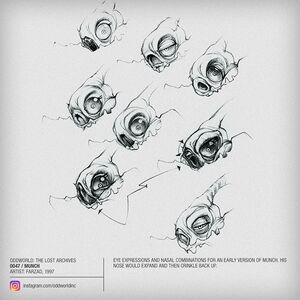 ODDWORLD: THE LOST ARCHIVES
0047 / MUNCH
ARTIST: FARZAD, 1997
EYE EXPRESSIONS AND NASAL COMBINATIONS FOR AN EARLY VERSION OF MUNCH. HIS
NOSE WOULD EXPAND AND THEN CRINKLE BACK UP.
instagram.com/oddworldinc